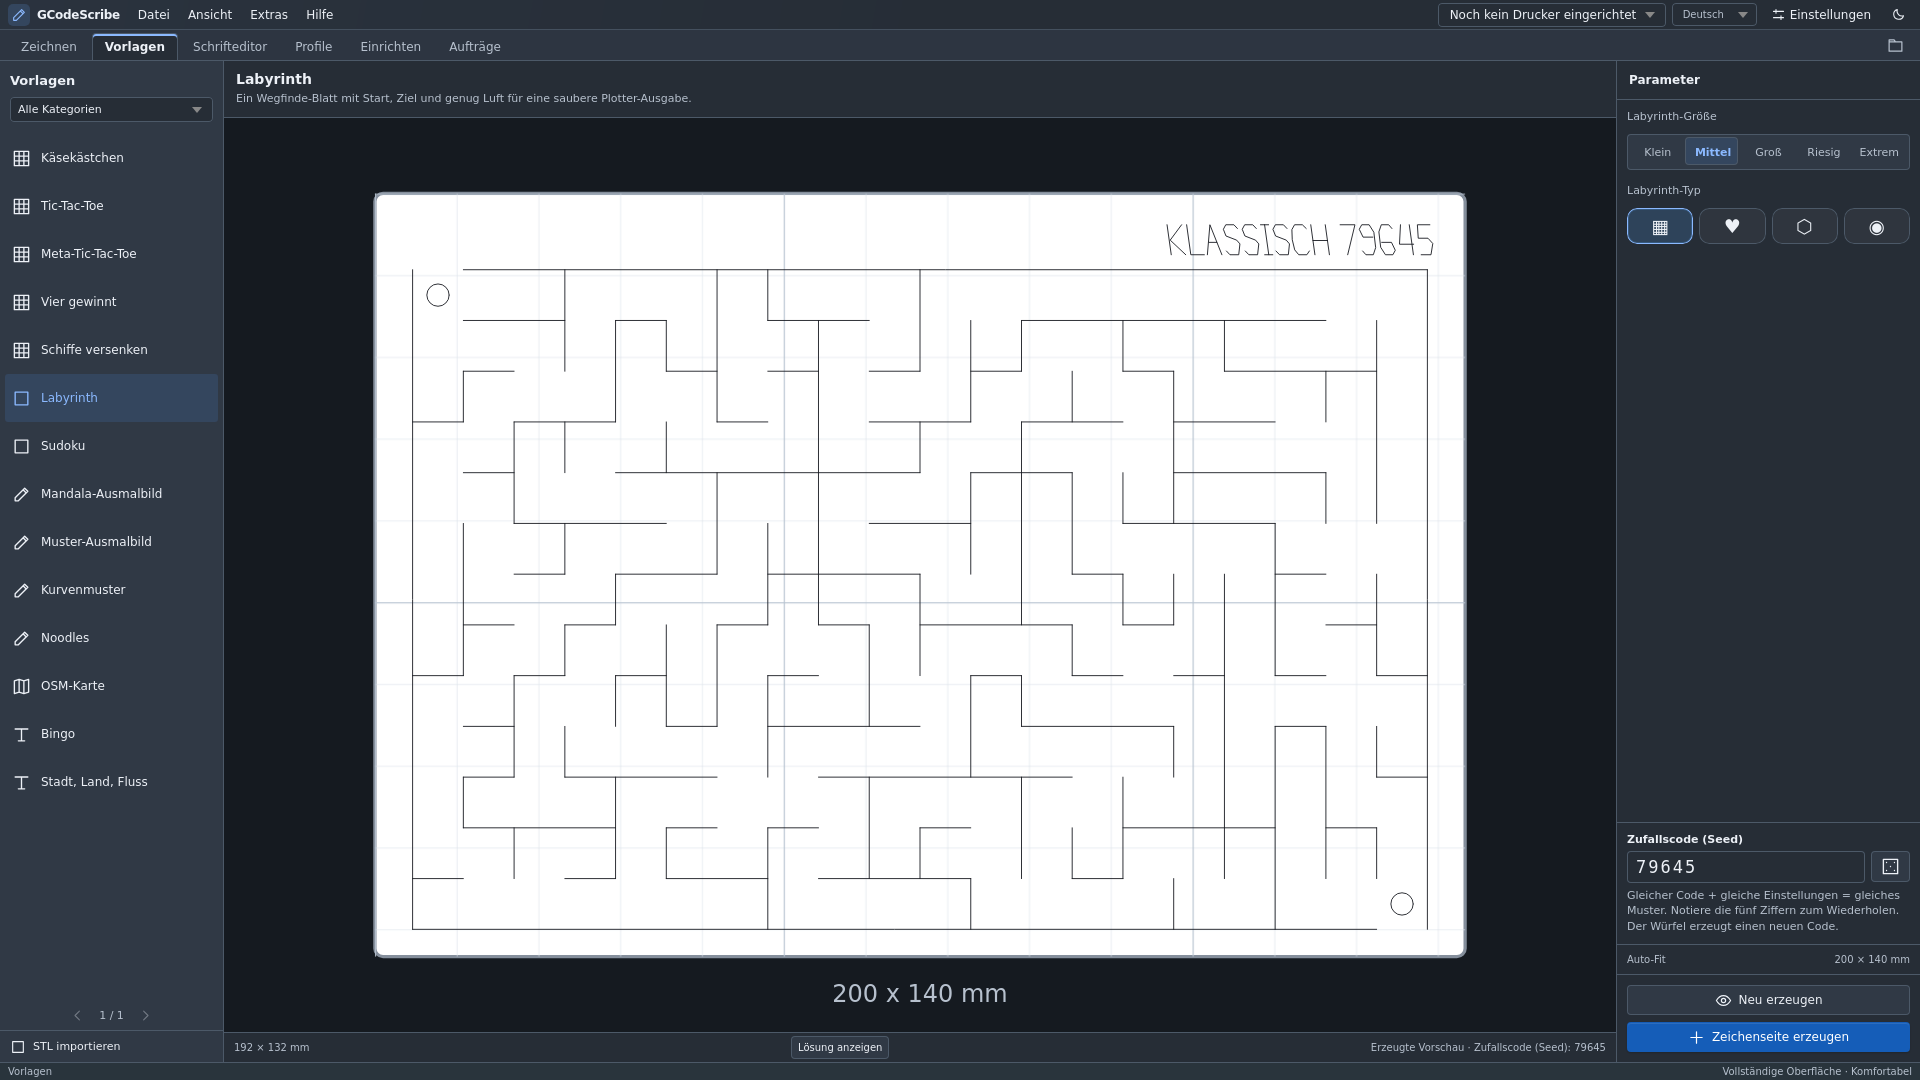 GCodeScribe Datei Ansicht Extras Hilfe Noch kein Drucker eingerichtet Deutsch Einstellungen
Zeichnen Vorlagen Schrifteditor Profile Einrichten Aufträge
Vorlagen
Alle Kategorien
Käsekästchen
Tic-Tac-Toe
Meta-Tic-Tac-Toe
Vier gewinnt
Schiffe versenken
Labyrinth
Sudoku
Mandala-Ausmalbild
Muster-Ausmalbild
Kurvenmuster
Noodles
OSM-Karte
Bingo
Stadt, Land, Fluss
1 / 1
STL importieren
Labyrinth
Ein Wegfinde-Blatt mit Start, Ziel und genug Luft für eine saubere Plotter-Ausgabe.
KLASSISCH 79645
200 x 140 mm
192 × 132 mm Lösung anzeigen Erzeugte Vorschau · Zufallscode (Seed): 79645
Parameter
Labyrinth-Größe
Klein Mittel Groß Riesig Extrem
Labyrinth-Typ
Zufallscode (Seed)
79645
Gleicher Code + gleiche Einstellungen = gleiches
Muster. Notiere die fünf Ziffern zum Wiederholen.
Der Würfel erzeugt einen neuen Code.
Auto-Fit 200 × 140 mm
Neu erzeugen
Zeichenseite erzeugen
Vorlagen Vollständige Oberfläche · Komfortabel